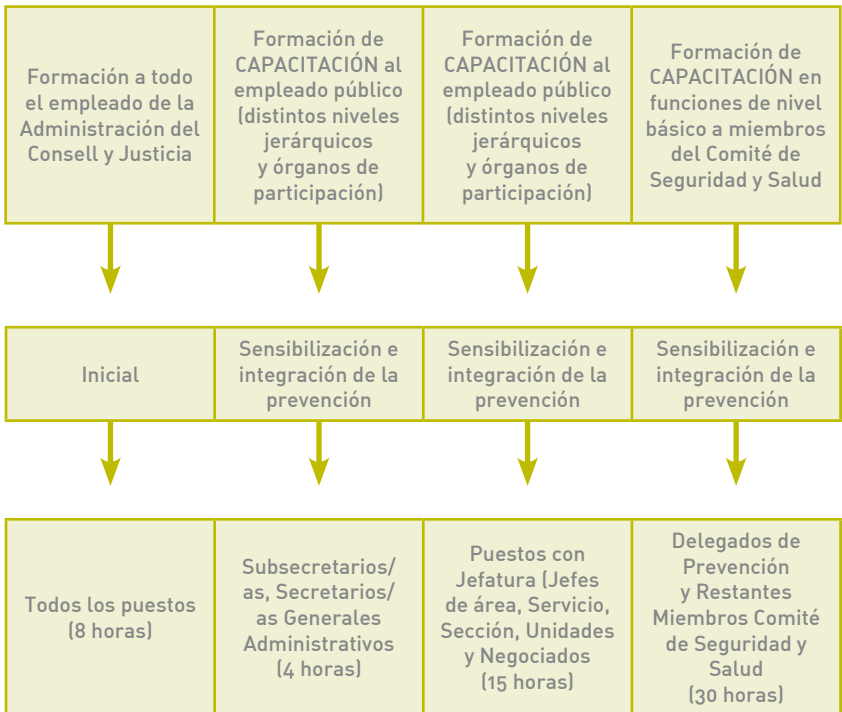 Formación a todo
el empleado de la
Administración del
Consell y Justicia
Formación de
CAPACITACIÓN al
empleado público
(distintos niveles
jerárquicos
y órganos de
participación)
Formación de
CAPACITACIÓN al
empleado público
(distintos niveles
jerárquicos
y órganos de
participación)
Formación de
CAPACITACIÓN en
funciones de nivel
básico a miembros
del Comité de
Seguridad y Salud
Inicial
Sensibilización e
integración de la
prevención
Sensibilización e
integración de la
prevención
Sensibilización e
integración de la
prevención
Todos los puestos
(8 horas)
Subsecretarios/
as, Secretarios/
as Generales
Administrativos
(4 horas)
Puestos con
Jefatura (Jefes
de área, Servicio,
Sección, Unidades
y Negociados
(15 horas)
Delegados de
Prevención
y Restantes
Miembros Comité
de Seguridad y
Salud
(30 horas)